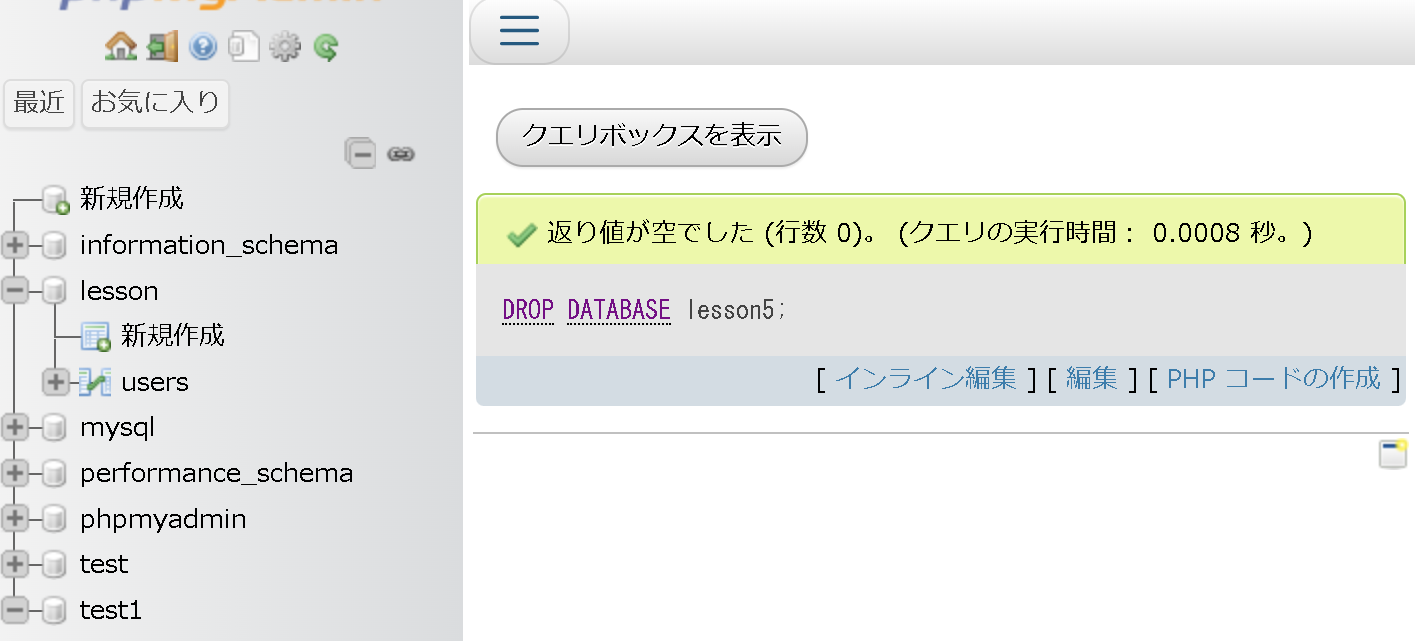 phpMyAdmin
最近 お気に入り
新規作成
information_schema
lesson
新規作成
users
mysql
performance_schema
phpmyadmin
test
test1
クエリボックスを表示
返り値が空でした (行数 0)。 (クエリの実行時間： 0.0008 秒。)
DROP DATABASE lesson5;
[ インライン編集 ] [ 編集 ] [ PHP コードの作成 ]